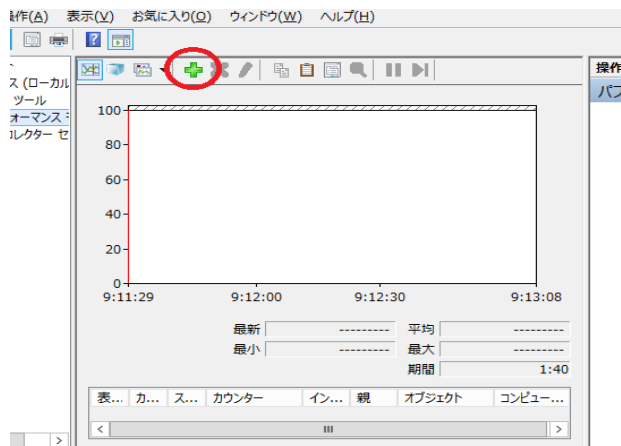 操作(A) 表示(V) お気に入り(O) ウィンドウ(W) ヘルプ(H)
ス (ローカル
ツール
オーマンス モ
コレクター セ
操作
パフ
100
80
60
40
20
0
9:11:29 9:12:00 9:12:30 9:13:08
最新 --------- 平均 ---------
最小 --------- 最大 ---------
期間 1:40
表... カ... ス... カウンター イン... 親 オブジェクト コンピュー...